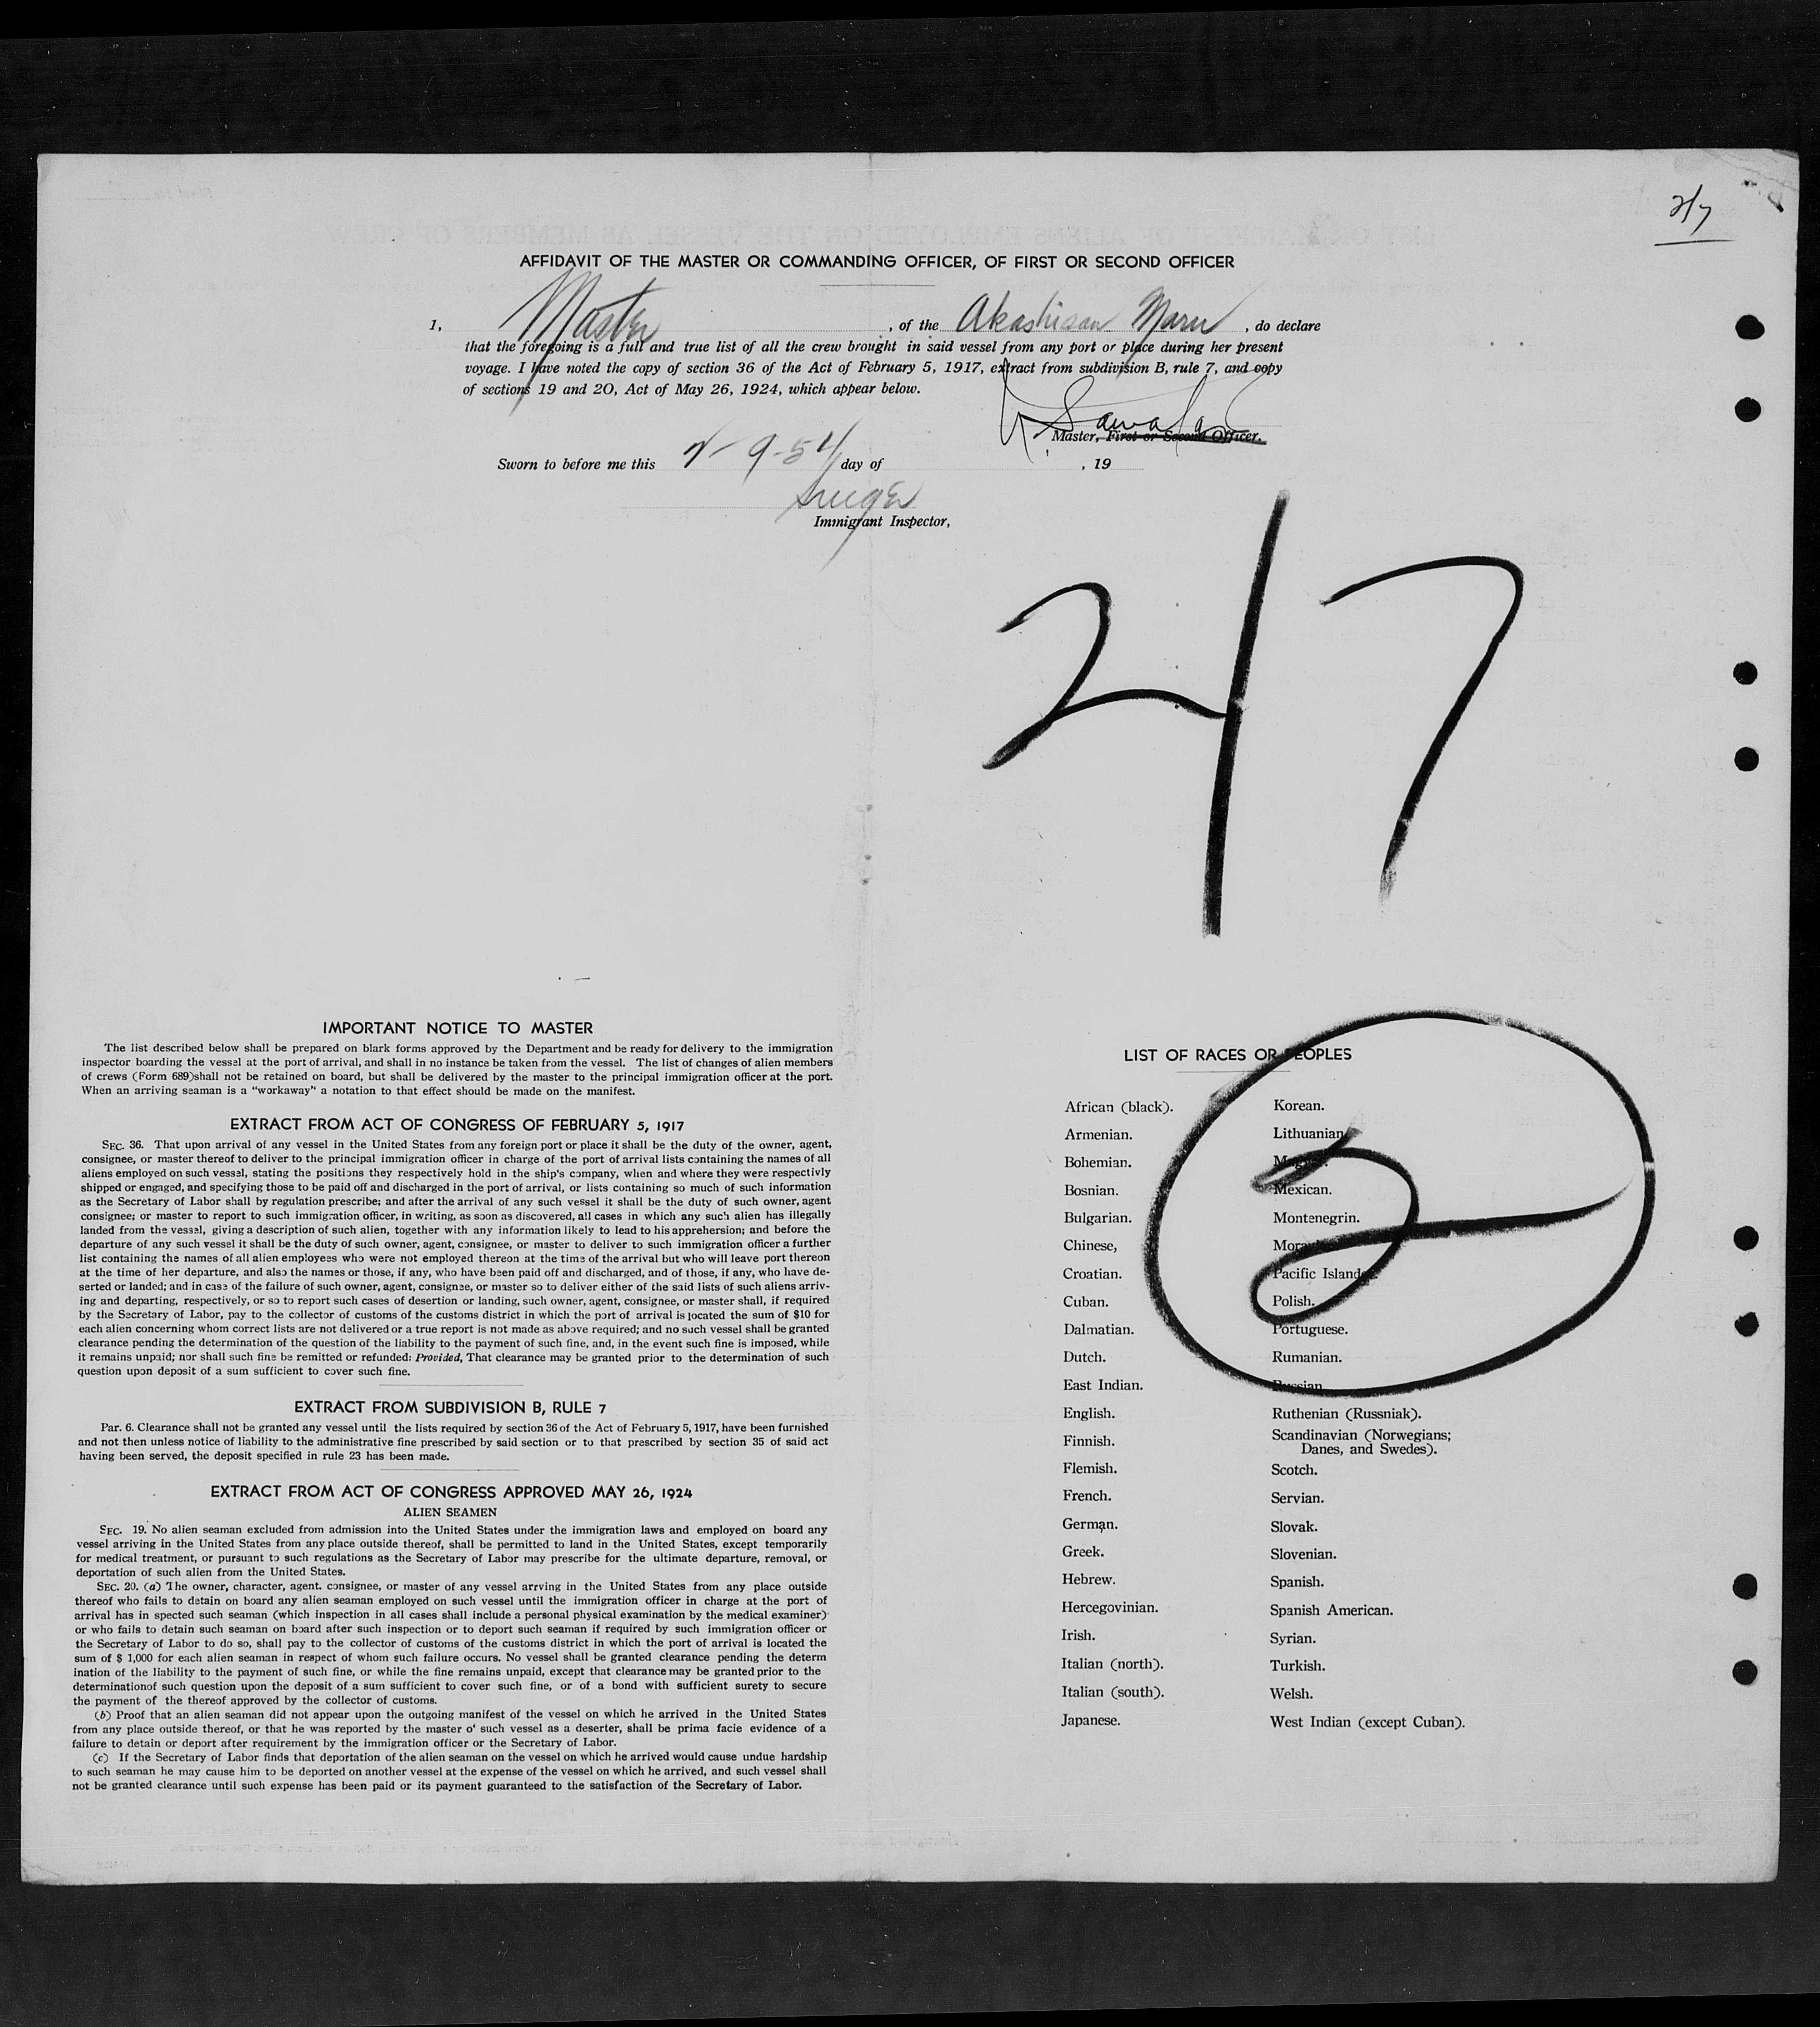 2/7
AFFIDAVIT OF THE MASTER OR COMMANDING OFFICER, OF FIRST OR SECOND OFFICER
1, Master, of the Akashisan Maru, do declare
that the foregoing is a full and true list of all the crew brought in said vessel from any port or place during her present
voyage. I have noted the copy of section 36 of the Act of February 5, 1917, extract from subdivision B, rule 7, and copy
of sections 19 and 20, Act of May 26, 1924, which appear below.
Master, First or Second Officer.
Sworn to before me this 2-9-54 day of , 19
Immigrant Inspector,
2/7
IMPORTANT NOTICE TO MASTER
The list described below shall be prepared on blark forms approved by the Department and be ready for delivery to the immigration
inspector boarding the vessel at the port of arrival, and shall in no instance be taken from the vessel. The list of changes of alien members
of crews (Form 689)shall not be retained on board, but shall be delivered by the master to the principal immigration officer at the port.
When an arriving seaman is a "workaway" a notation to that effect should be made on the manifest.
EXTRACT FROM ACT OF CONGRESS OF FEBRUARY 5, 1917
SEC. 36. That upon arrival of any vessel in the United States from any foreign port or place it shall be the duty of the owner, agent,
consignee, or master thereof to deliver to the principal immigration officer in charge of the port of arrival lists containing the names of all
aliens employed on such vessel, stating the positions they respectively hold in the ship's company, when and where they were respectivly
shipped or engaged, and specifying those to be paid off and discharged in the port of arrival, or lists containing so much of such information
as the Secretary of Labor shall by regulation prescribe; and after the arrival of any such vessel it shall be the duty of such owner, agent
consignee; or master to report to such immigration officer, in writing, as soon as discovered, all cases in which any such alien has illegally
landed from the vessel, giving a description of such alien, together with any information likely to lead to his apprehersion; and before the
departure of any such vessel it shall be the duty of such owner, agent, consignee, or master to deliver to such immigration officer a further
list containing the names of all alien employees who were not employed thereon at the time of the arrival but who will leave port thereon
at the time of her departure, and also the names or those, if any, who have been paid off and discharged, and of those, if any, who have de-
serted or landed; and in case of the failure of such owner, agent, consignee, or master so to deliver either of the said lists of such aliens arriv-
ing and departing, respectively, or so to report such cases of desertion or landing, such owner, agent, consignee, or master shall, if required
by the Secretary of Labor, pay to the collector of customs of the customs district in which the port of arrival is located the sum of $10 for
each alien concerning whom correct lists are not delivered or a true report is not made as above required; and no such vessel shall be granted
clearance pending the determination of the question of the liability to the payment of such fine, and, in the event such fine is imposed, while
it remains unpaid; nor shall such fine be remitted or refunded: Provided, That clearance may be granted prior to the determination of such
question upon deposit of a sum sufficient to cover such fine.
EXTRACT FROM SUBDIVISION B, RULE 7
Par. 6. Clearance shall not be granted any vessel until the lists required by section 36 of the Act of February 5, 1917, have been furnished
and not then unless notice of liability to the administrative fine prescribed by said section or to that prescribed by section 35 of said act
having been served, the deposit specified in rule 23 has been made.
EXTRACT FROM ACT OF CONGRESS APPROVED MAY 26, 1924
ALIEN SEAMEN
SEC. 19. No alien seaman excluded from admission into the United States under the immigration laws and employed on board any
vessel arriving in the United States from any place outside thereof, shall be permitted to land in the United States, except temporarily
for medical treatment, or pursuant to such regulations as the Secretary of Labor may prescribe for the ultimate departure, removal, or
deportation of such alien from the United States.
SEC. 20. (a) The owner, character, agent. consignee, or master of any vessel arrving in the United States from any place outside
thereof who fails to detain on board any alien seaman employed on such vessel until the immigration officer in charge at the port of
arrival has in spected such seaman (which inspection in all cases shall include a personal physical examination by the medical examiner)
or who fails to detain such seaman on board after such inspection or to deport such seaman if required by such immigration officer or
the Secretary of Labor to do so, shall pay to the collector of customs of the customs district in which the port of arrival is located the
sum of $ 1,000 for each alien seaman in respect of whom such failure occurs. No vessel shall be granted clearance pending the determ
ination of the liability to the payment of such fine, or while the fine remains unpaid, except that clearance may be granted prior to the
determinationof such question upon the deposit of a sum sufficient to cover such fine, or of a bond with sufficient surety to secure
the payment of the thereof approved by the collector of customs.
(b) Proof that an alien seaman did not appear upon the outgoing manifest of the vessel on which he arrived in the United States
from any place outside thereof, or that he was reported by the master o' such vessel as a deserter, shall be prima facie evidence of a
failure to detain or deport after requirement by the immigration officer or the Secretary of Labor.
(c) If the Secretary of Labor finds that deportation of the alien seaman on the vessel on which he arrived would cause undue hardship
to such seaman he may cause him to be deported on another vessel at the expense of the vessel on which he arrived, and such vessel shall
not be granted clearance until such expense has been paid or its payment guaranteed to the satisfaction of the Secretary of Labor.
LIST OF RACES OR PEOPLES
2
African (black).
Armenian.
Bohemian.
Bosnian.
Bulgarian.
Chinese,
Croatian.
Cuban.
Dalmatian.
Dutch.
East Indian.
English.
Finnish.
Flemish.
French.
German.
Greek.
Hebrew.
Hercegovinian.
Irish.
Italian (north).
Italian (south).
Japanese.
Korean.
Lithuanian.
Mexican.
Montenegrin.
Pacific Islander.
Polish.
Portuguese.
Rumanian.
Russian.
Ruthenian (Russniak).
Scandinavian (Norwegians;
Danes, and Swedes).
Scotch.
Servian.
Slovak.
Slovenian.
Spanish.
Spanish American.
Syrian.
Turkish.
Welsh.
West Indian (except Cuban).